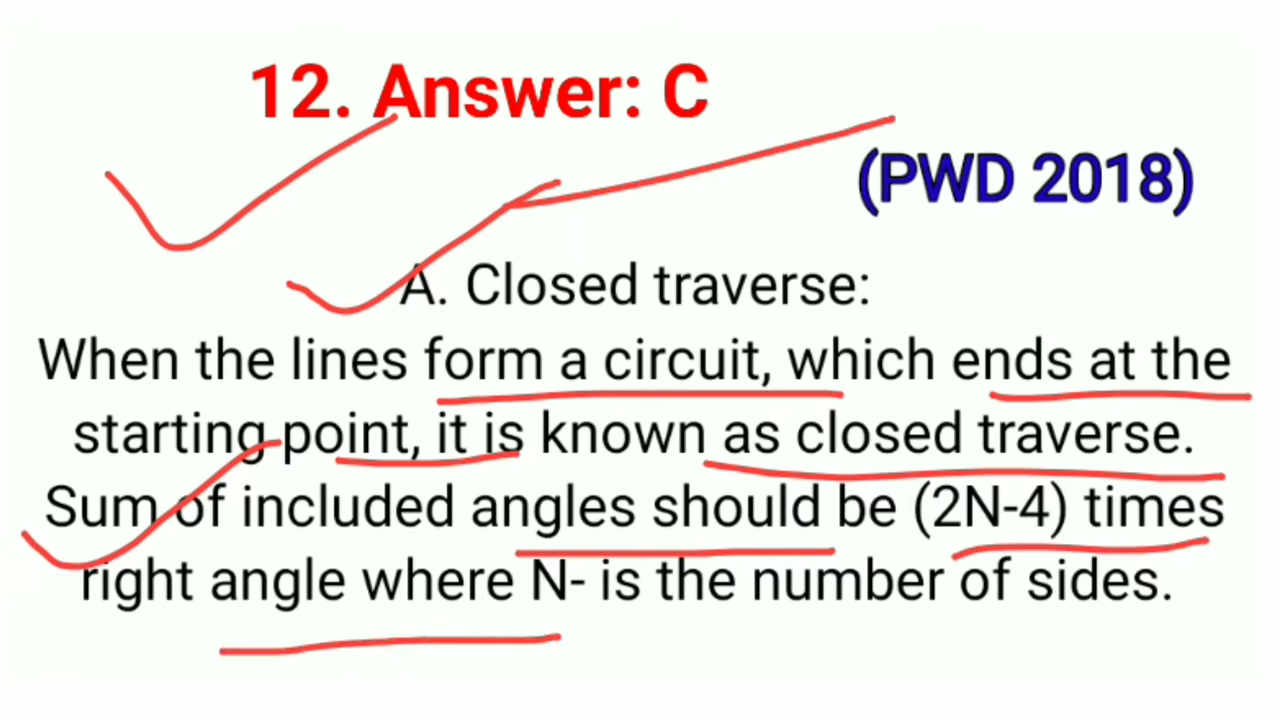 12. Answer: C
(PWD 2018)
A. Closed traverse:
When the lines form a circuit, which ends at the
starting point, it is known as closed traverse.
Sum of included angles should be (2N-4) times
right angle where N- is the number of sides.